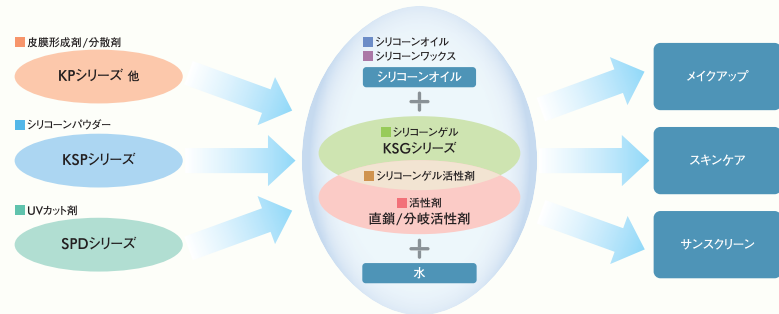 皮膜形成剤/分散剤
KPシリーズ 他
シリコーンパウダー
KSPシリーズ
UVカット剤
SPDシリーズ
シリコーンオイル
シリコーンワックス
シリコーンオイル
+
シリコーンゲル
KSGシリーズ
シリコーンゲル活性剤
活性剤
直鎖/分岐活性剤
+
水
メイクアップ
スキンケア
サンスクリーン